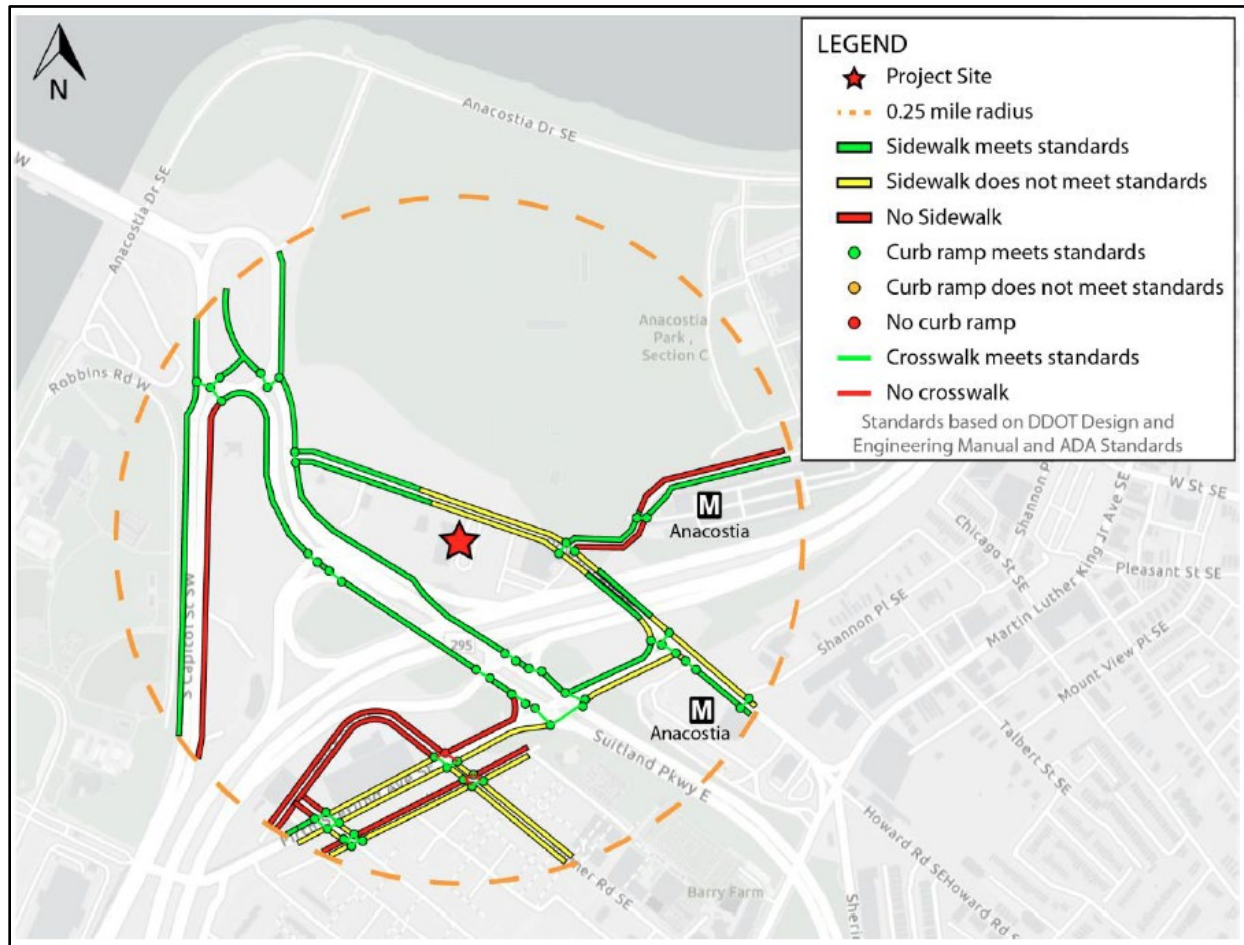 N
LEGEND
Project Site
0.25 mile radius
Sidewalk meets standards
Sidewalk does not meet standards
No Sidewalk
Curb ramp meets standards
Curb ramp does not meet standards
No curb ramp
Crosswalk meets standards
No crosswalk
Standards based on DDOT Design and
Engineering Manual and ADA Standards
Anacostia Dr SE
W
Anacostia Dr SE
Anacostia
Park ,
Section C
Robbins Rd W
M
Anacostia
W St SE
Shannon Pl
Chicago St SE
Martin Luther King Jr Ave SE
Pleasant St SE
Shannon Pl SE
Mount View Pl SE
295
S Capitol St SW
M
Anacostia
Suitland Pkwy E
Talbert St SE
Howard Rd SE
Howard Rd SE
Rd SE
Barry Farm